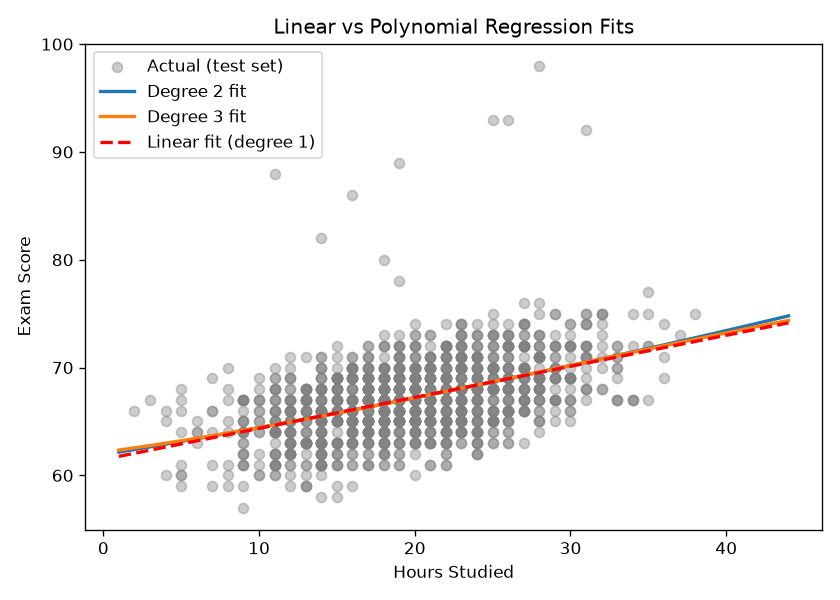 Linear vs Polynomial Regression Fits
100
90
80
70
60
Exam Score
Actual (test set)
Degree 2 fit
Degree 3 fit
Linear fit (degree 1)
0 10 20 30 40
Hours Studied